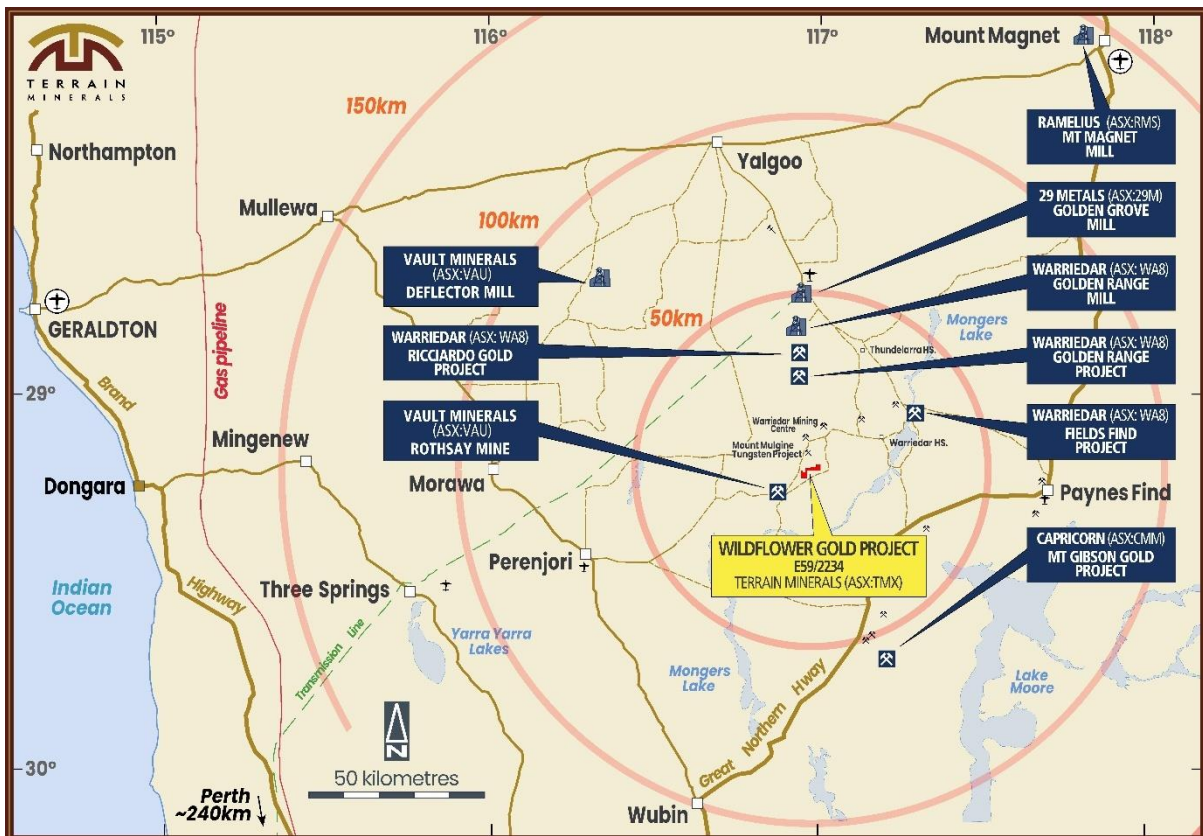 TERRAIN
MINERALS
115°
116°
117°
118°
Mount Magnet
150km
RAMELIUS (ASX:RMS)
MT MAGNET
MILL
Northampton
Yalgoo
Mullewa
100km
29 METALS (ASX:29M)
GOLDEN GROVE
MILL
VAULT MINERALS
(ASX:VAU)
DEFLECTOR MILL
WARRIEDAR (ASX: WA8)
GOLDEN RANGE
MILL
GERALDTON
50km
Mongers
Lake
Gas pipeline
WARRIEDAR (ASX: WA8)
RICCIARDO GOLD
PROJECT
Thundelarra HS.
WARRIEDAR (ASX: WA8)
GOLDEN RANGE
PROJECT
29°
Brand
VAULT MINERALS
(ASX:VAU)
ROTHSAY MINE
Warriedar Mining
Centre
Mount Mulgine
Tungsten Project
Warriedar HS.
WARRIEDAR (ASX: WA8)
FIELDS FIND
PROJECT
Mingenew
Dongara
Morawa
Paynes Find
WILDFLOWER GOLD PROJECT
E59/2234
TERRAIN MINERALS (ASX:TMX)
CAPRICORN (ASX:CMM)
MT GIBSON GOLD
PROJECT
Perenjori
Indian
Ocean
Highway
Three Springs
Yarra Yarra
Lakes
Transmission Line
Mongers
Lake
Great Northern Hway
Lake
Moore
N
30°
50 kilometres
Perth
~240km
Wubin